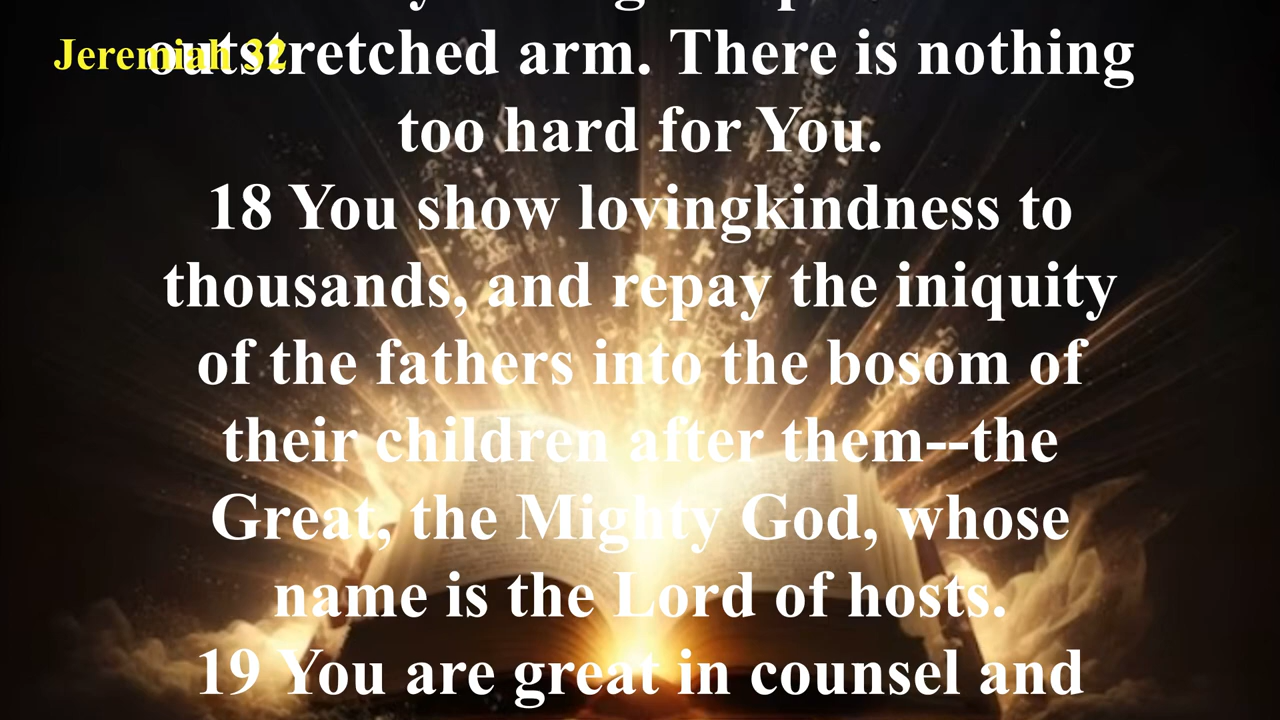 Jeremiah 32
outstretched arm. There is nothing
too hard for You.
18 You show lovingkindness to
thousands, and repay the iniquity
of the fathers into the bosom of
their children after them--the
Great, the Mighty God, whose
name is the Lord of hosts.
19 You are great in counsel and